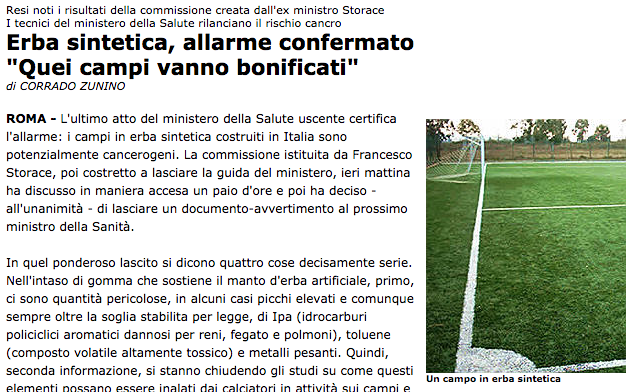 Resi noti i risultati della commissione creata dall'ex ministro Storace
I tecnici del ministero della Salute rilanciano il rischio cancro
Erba sintetica, allarme confermato
"Quei campi vanno bonificati"
di CORRADO ZUNINO
ROMA - L'ultimo atto del ministero della Salute uscente certifica
l'allarme: i campi in erba sintetica costruiti in Italia sono
potenzialmente cancerogeni. La commissione istituita da Francesco
Storace, poi costretto a lasciare la guida del ministero, ieri mattina
ha discusso in maniera accesa un paio d'ore e poi ha deciso -
all'unanimità - di lasciare un documento-avvertimento al prossimo
ministro della Sanità.
In quel ponderoso lascito si dicono quattro cose decisamente serie.
Nell'intaso di gomma che sostiene il manto d'erba artificiale, primo,
ci sono quantità pericolose, in alcuni casi picchi elevati e comunque
sempre oltre la soglia stabilita per legge, di Ipa (idrocarburi
policiclici aromatici dannosi per reni, fegato e polmoni), toluene
(composto volatile altamente tossico) e metalli pesanti. Quindi,
seconda informazione, si stanno chiudendo gli studi su come questi
elementi possano essere inalati dai calciatori in attività sui campi e
Un campo in erba sintetica